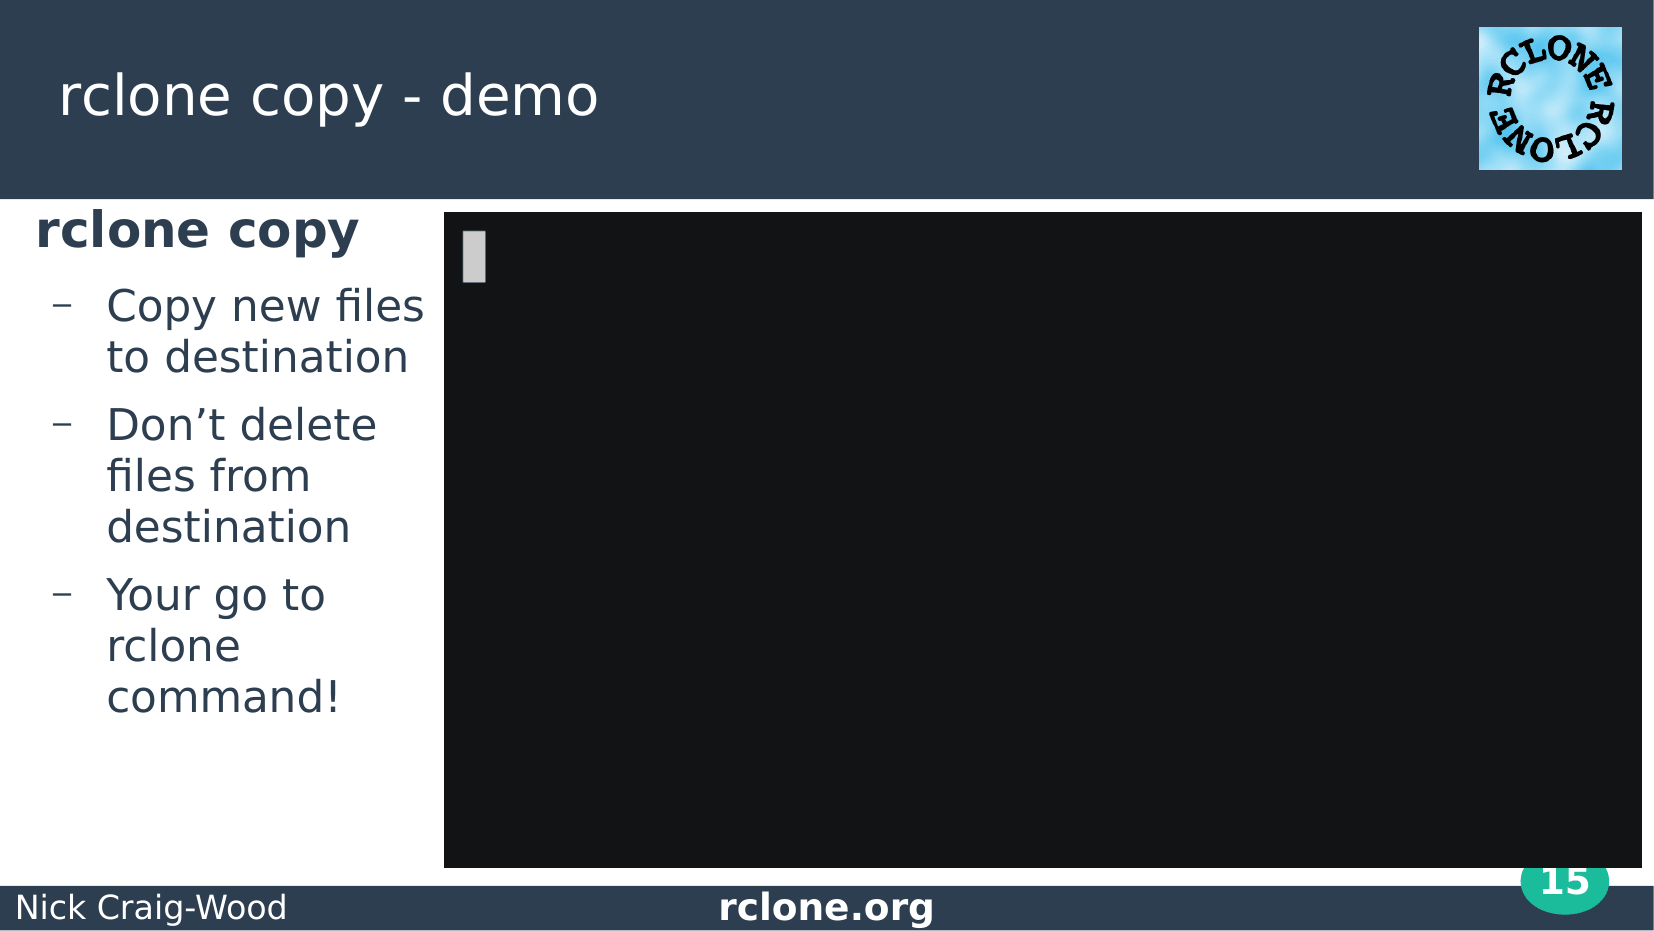 rclone copy - demo
RCLONE RCLONE
rclone copy
– Copy new files
to destination
– Don’t delete
files from
destination
– Your go to
rclone
command!
15
Nick Craig-Wood
rclone.org